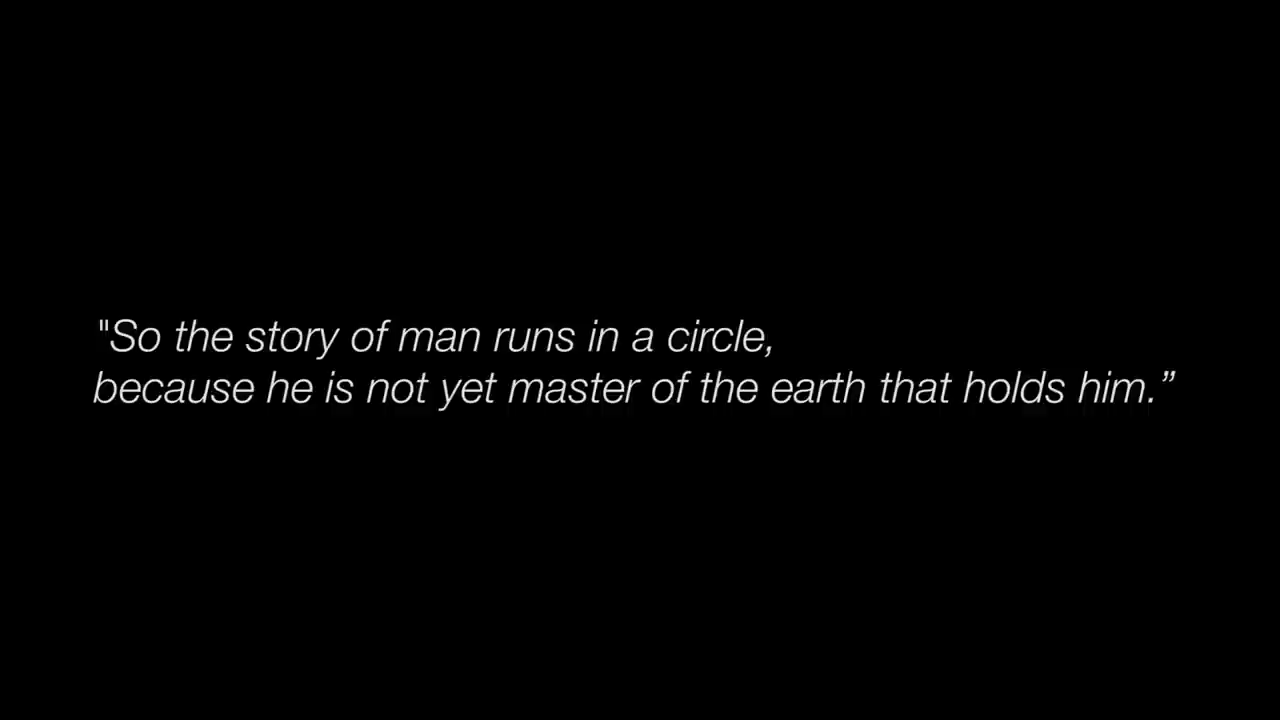 "So the story of man runs in a circle,
because he is not yet master of the earth that holds him.”